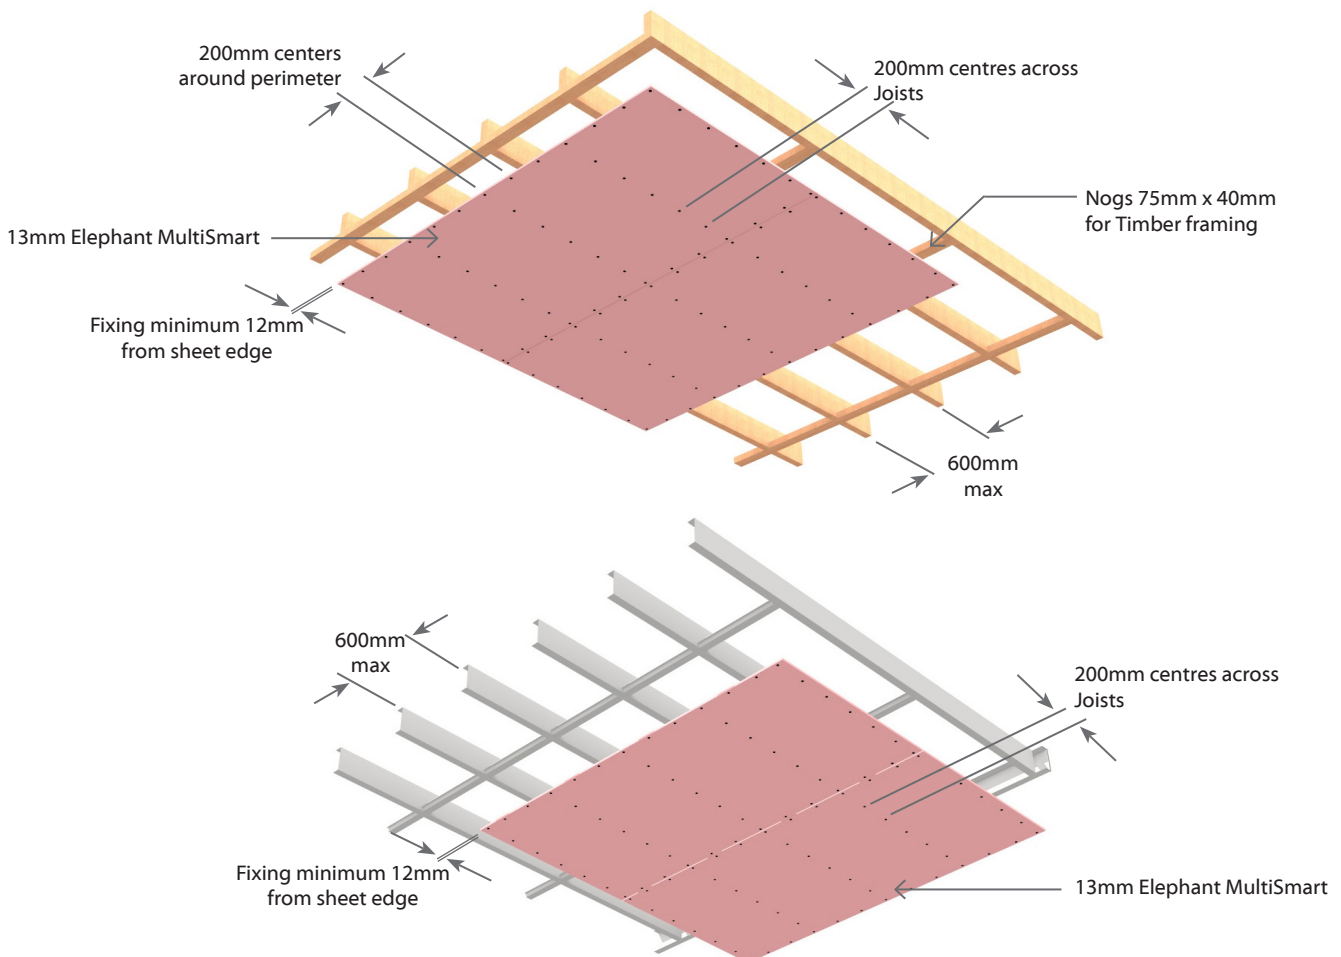 200mm centers
around perimeter
200mm centres across
Joists
Nogs 75mm x 40mm
for Timber framing
13mm Elephant MultiSmart
Fixing minimum 12mm
from sheet edge
600mm
max
600mm
max
200mm centres across
Joists
Fixing minimum 12mm
from sheet edge
13mm Elephant MultiSmart